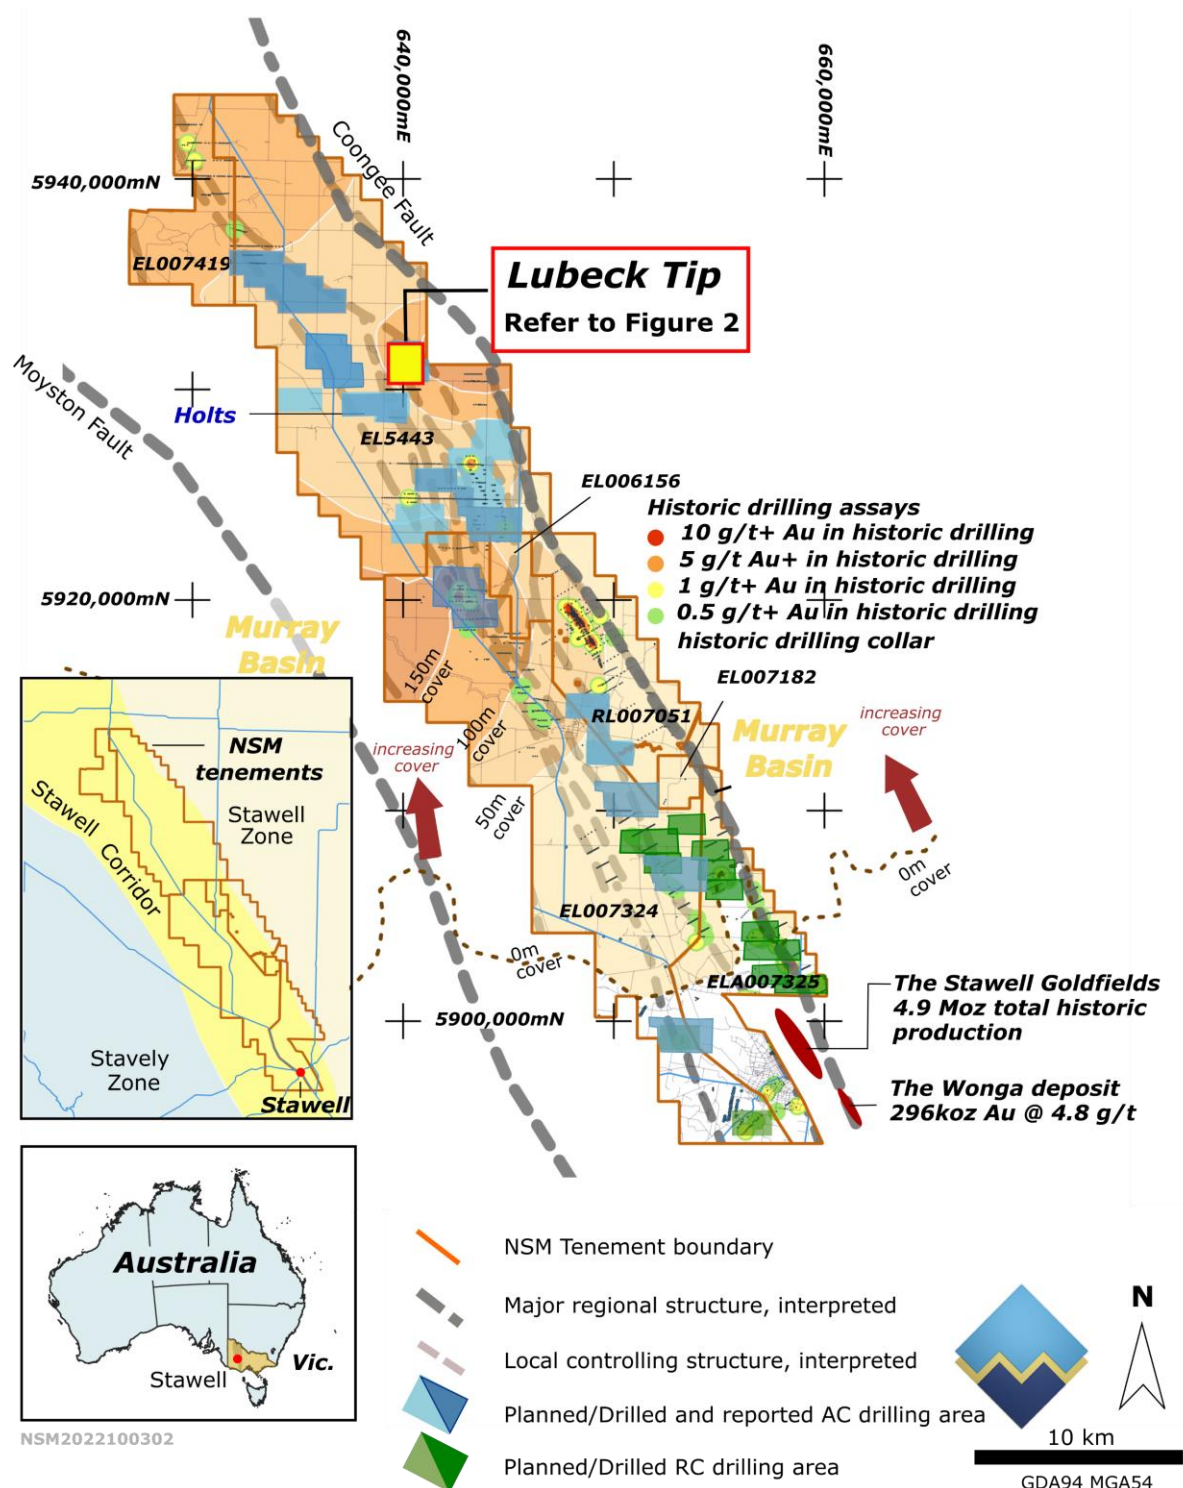 640,000mE
660,000mE
Coongee Fault
5940,000mN
EL007419
Lubeck Tip
Refer to Figure 2
Moyston Fault
Holts
EL5443
EL006156
Historic drilling assays
10 g/t+ Au in historic drilling
5 g/t Au+ in historic drilling
1 g/t+ Au in historic drilling
0.5 g/t+ Au in historic drilling
historic drilling collar
5920,000mN
Murray
Basin
150m
cover
EL007182
RL007051
100m
cover
increasing
cover
Murray
Basin
increasing
cover
50m
cover
NSM
tenements
Stawell
Zone
Stawell Corridor
Stavely
Zone
Stawell
0m
cover
EL007324
0m
cover
ELA007325
5900,000mN
The Stawell Goldfields
4.9 Moz total historic
production
The Wonga deposit
296koz Au @ 4.8 g/t
Australia
Vic.
Stawell
NSM2022100302
NSM Tenement boundary
Major regional structure, interpreted
Local controlling structure, interpreted
Planned/Drilled and reported AC drilling area
Planned/Drilled RC drilling area
N
10 km
GDA94 MGA54